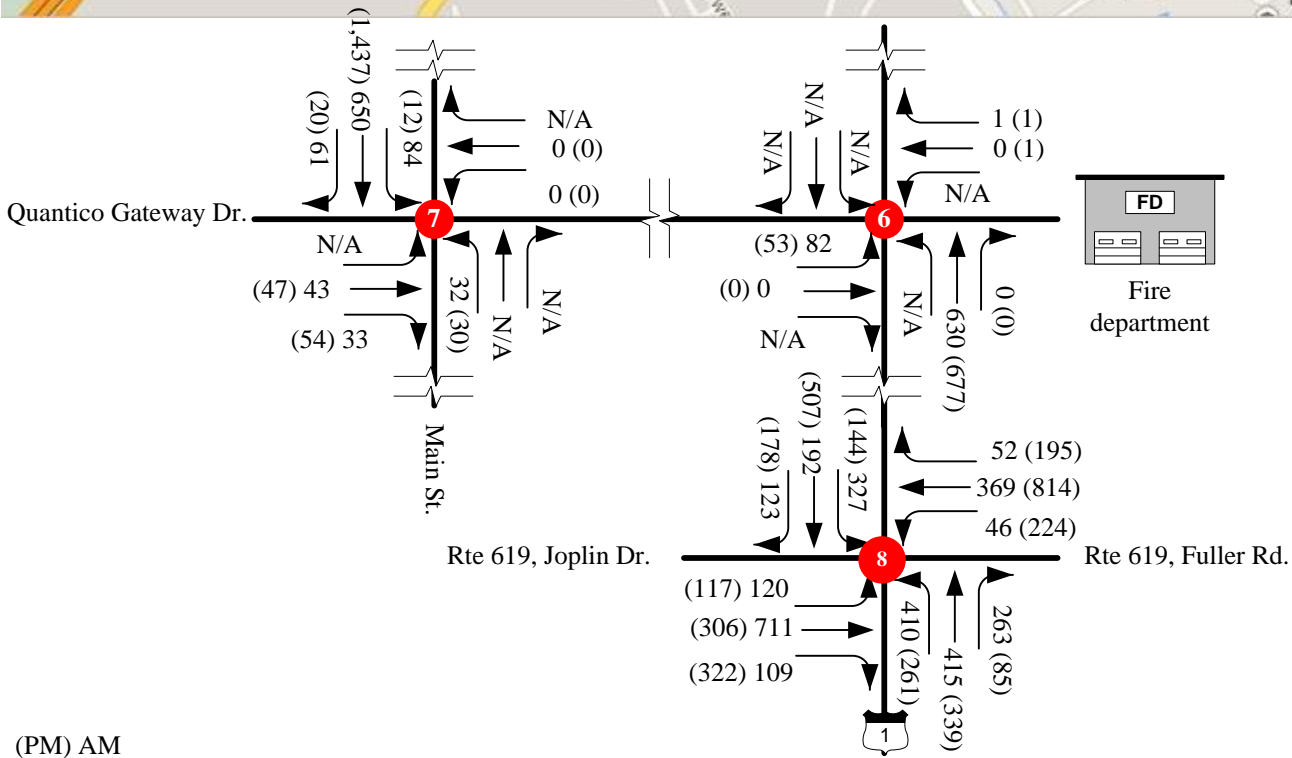 (20) 61
(1,437) 650
(12) 84
N/A
0 (0)
0 (0)
Quantico Gateway Dr.
7
N/A
(47) 43
(54) 33
32 (30)
N/A
N/A
Main St.
N/A
N/A
N/A
1 (1)
0 (1)
N/A
6
(53) 82
(0) 0
N/A
N/A
630 (677)
0 (0)
FD
Fire
department
(178) 123
(507) 192
(144) 327
52 (195)
369 (814)
46 (224)
Rte 619, Joplin Dr.
8
Rte 619, Fuller Rd.
(117) 120
(306) 711
(322) 109
410 (261)
415 (339)
263 (85)
1
(PM) AM